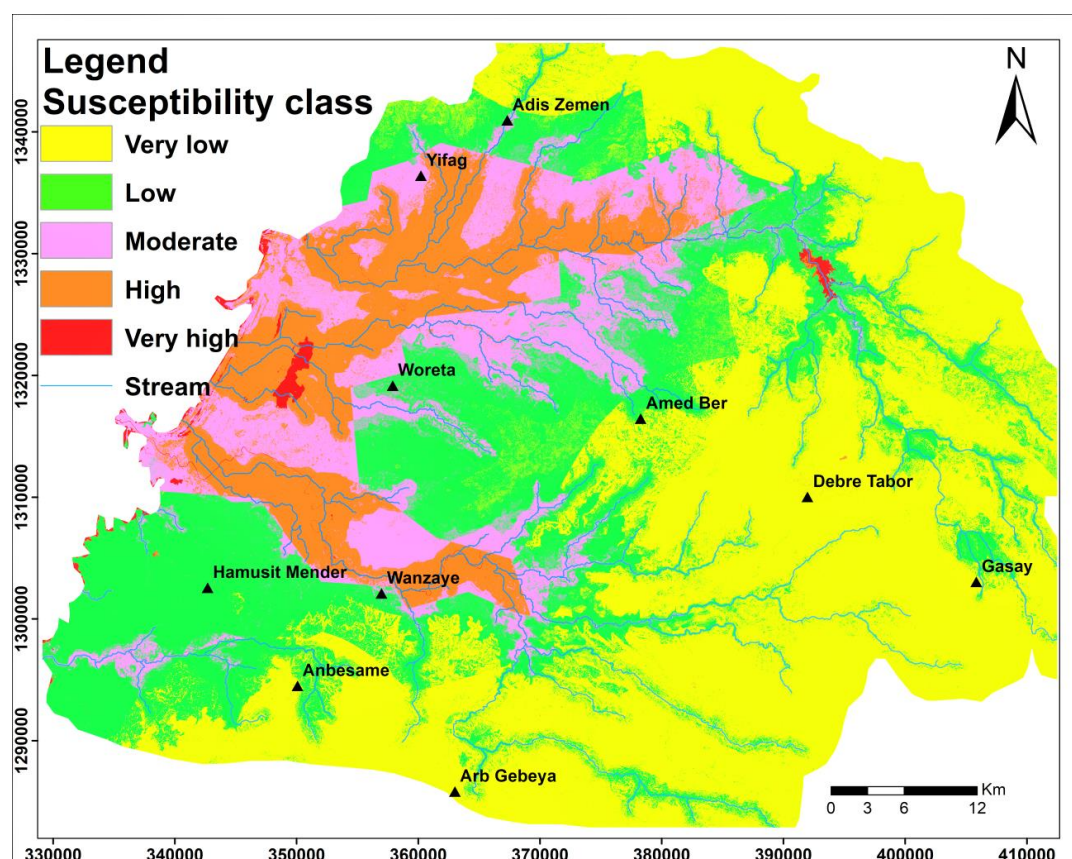 Legend
Susceptibility class
Very low
Low
Moderate
High
Very high
Stream
N
Adis Zemen
Yifag
Woreta
Amed Ber
Debre Tabor
Gasay
Hamusit Mender
Wanzaye
Anbesame
Arb Gebeya
Km
0 3 6 12
1340000
1330000
1320000
1310000
1300000
1290000
330000 340000 350000 360000 370000 380000 390000 400000 410000